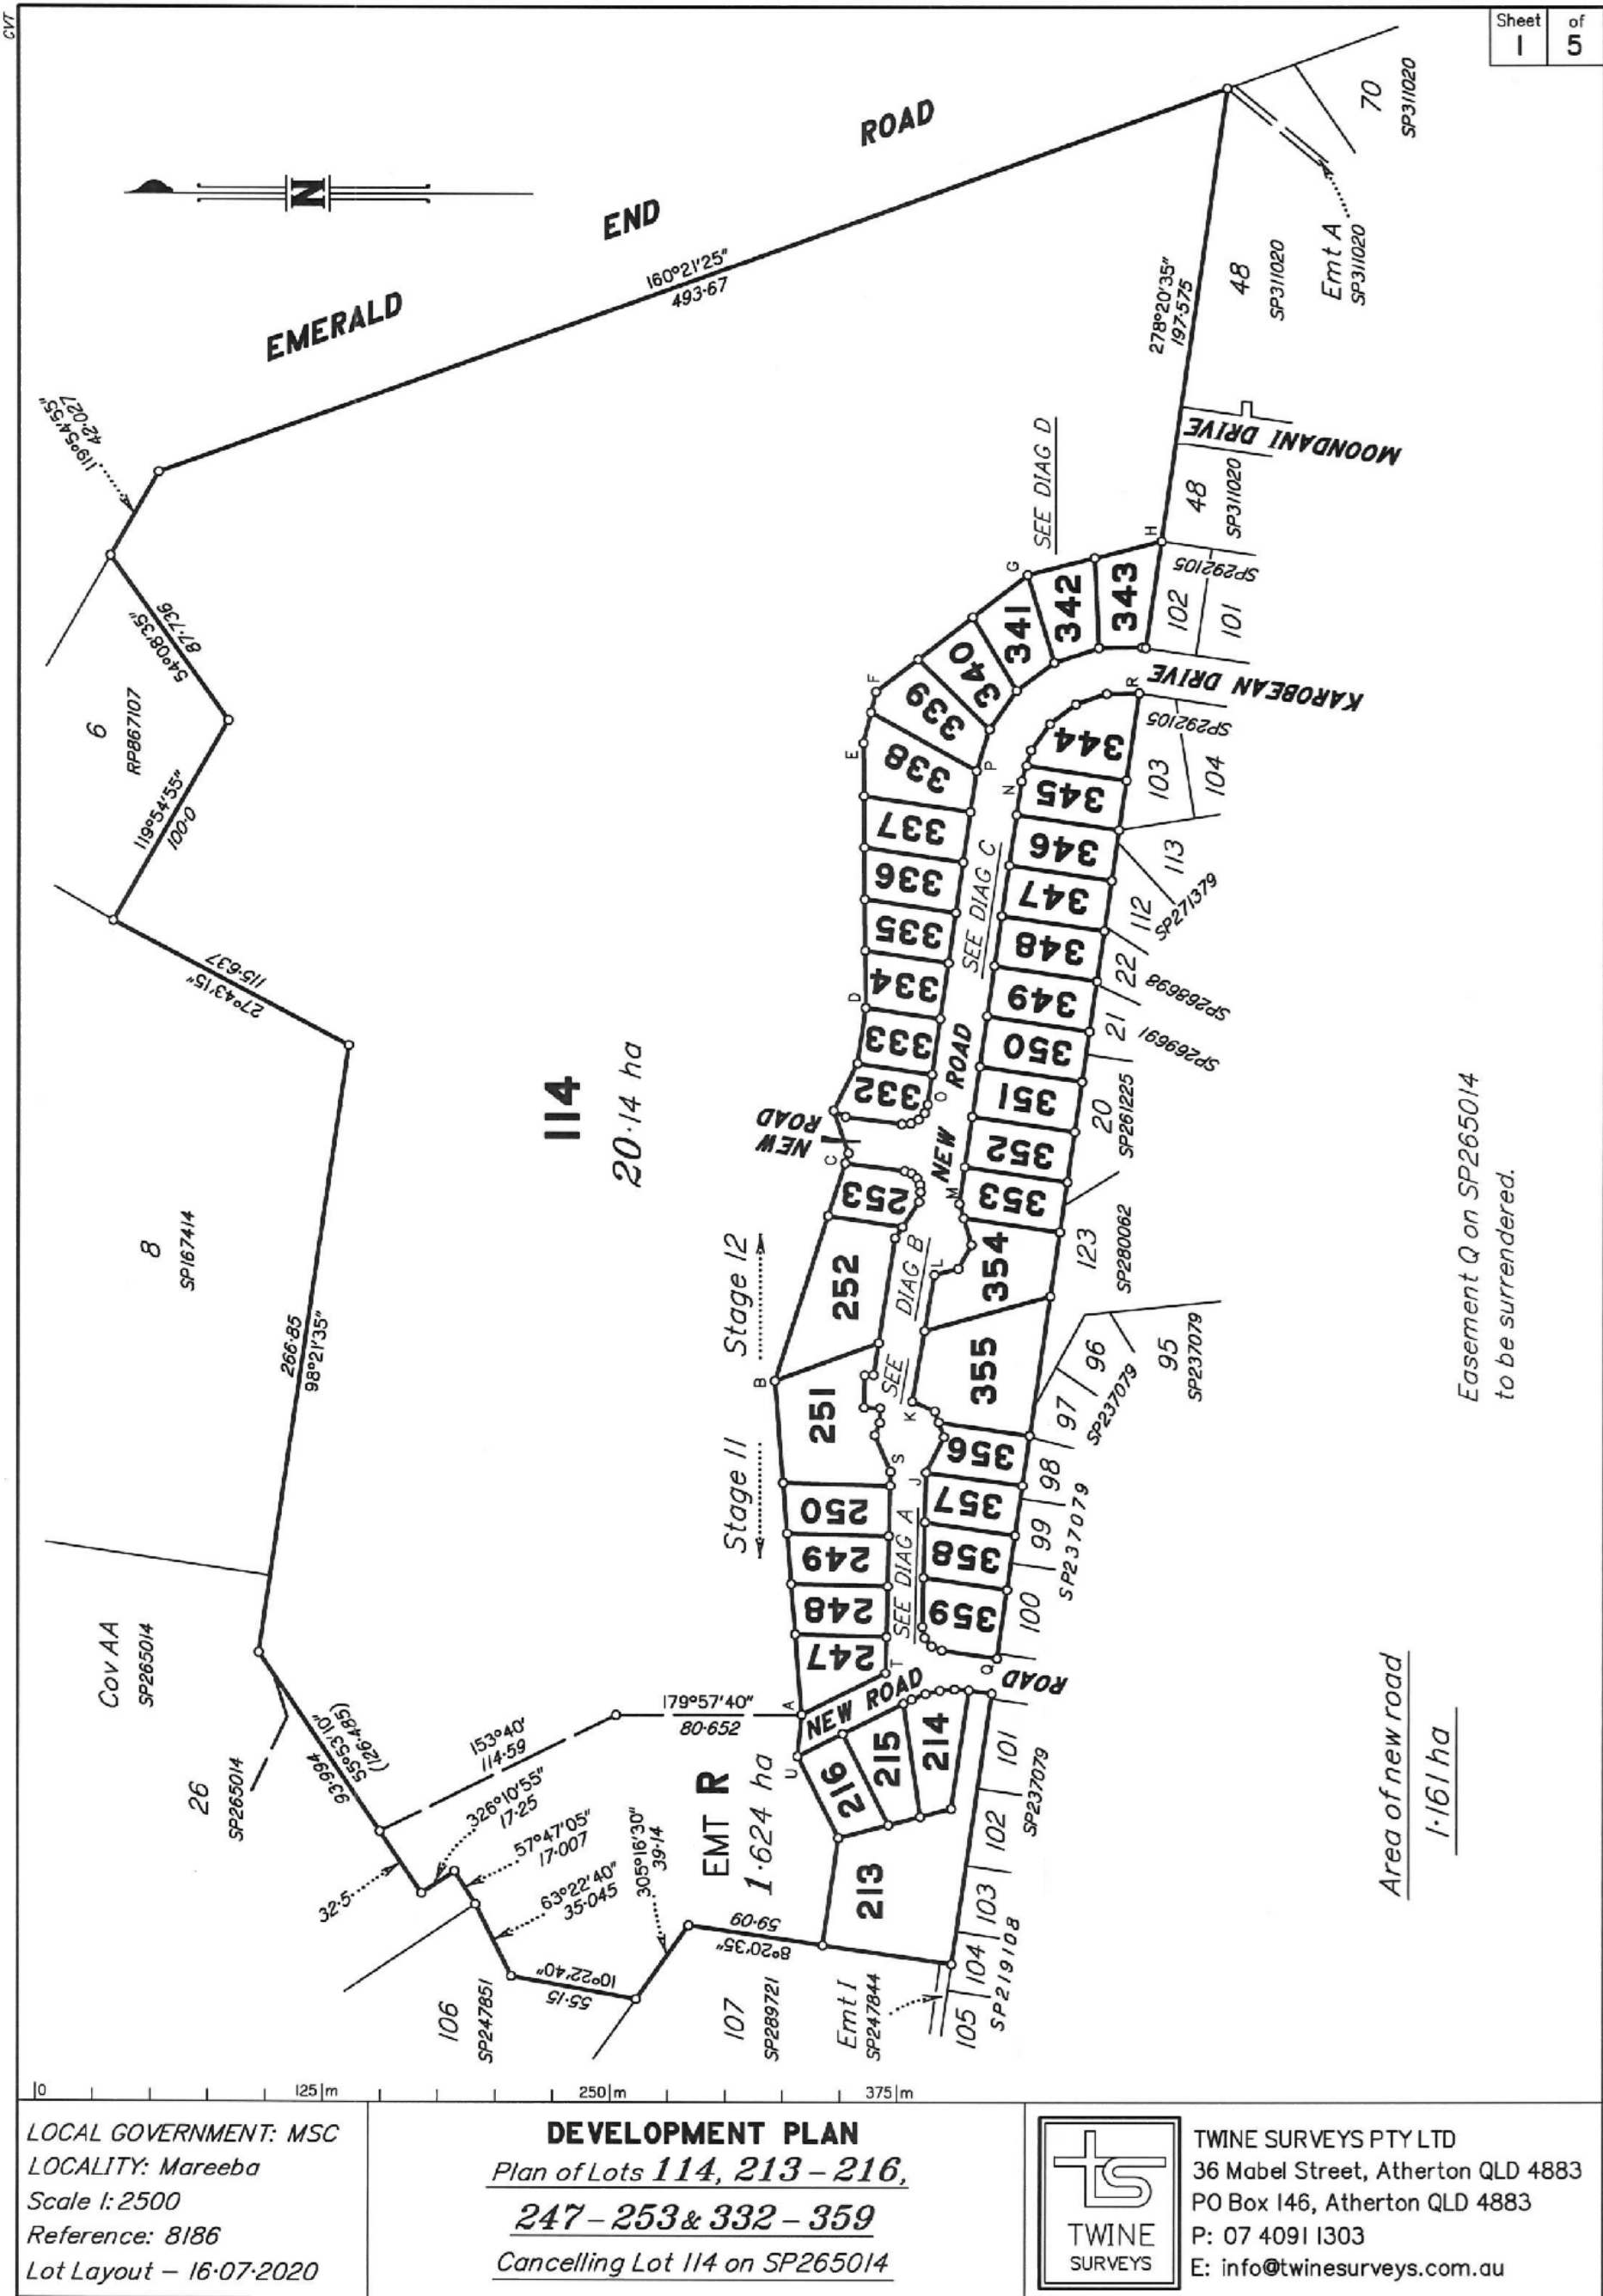 CVT
Sheet
1
of
5
EMERALD
END
ROAD
N
160°21'25"
493·67
119°54'55"
42·027
54°08'35"
87·736
6
RP867107
119°54'55"
100·0
27°43'15"
115·637
8
SP167414
266·85
98°21'35"
114
20·14 ha
70
SP311020
Emt A
SP311020
48
SP311020
278°20'35"
197·575
MOONDANI DRIVE
48
SP311020
SP292105
102
101
KAROBEAN DRIVE
SP292105
103
104
113
112
SP271379
22
SP268698
21
SP269691
20
SP261225
123
SP280062
96
95
SP237079
97
SP237079
98
99
SP237079
100
101
102
SP237079
103
104
SP219108
105
SEE DIAG D
H
G
F
E
D
C
B
A
U
343
342
341
340
339
338
337
336
335
334
333
332
R
P
N
O
M
L
K
J
S
T
Q
344
345
346
347
348
349
350
351
352
353
354
355
356
357
358
359
SEE DIAG C
NEW ROAD
NEW
ROAD
253
252
251
250
249
248
247
SEE DIAG B
SEE DIAG A
Stage 12
Stage 11
NEW ROAD
ROAD
216
215
214
213
179°57'40"
80·652
153°40'
114·59
Cov AA
SP265014
26
SP265014
93·994
55°53'10"
(126·485)
32·5
326°10'55"
17·25
57°47'05"
17·007
63°22'40"
35·045
305°16'30"
39·14
EMT R
1·624 ha
59·09
8°20'35"
10°22'40"
55·15
106
SP247851
107
SP289721
Emt I
SP247844
Easement Q on SP265014
to be surrendered.
Area of new road
1·161 ha
0
125 m
250 m
375 m
LOCAL GOVERNMENT: MSC
LOCALITY: Mareeba
Scale 1:2500
Reference: 8186
Lot Layout – 16·07·2020
DEVELOPMENT PLAN
Plan of Lots 114, 213 – 216,
247 – 253 & 332 – 359
Cancelling Lot 114 on SP265014
ts
TWINE
SURVEYS
TWINE SURVEYS PTY LTD
36 Mabel Street, Atherton QLD 4883
PO Box 146, Atherton QLD 4883
P: 07 4091 1303
E: info@twinesurveys.com.au